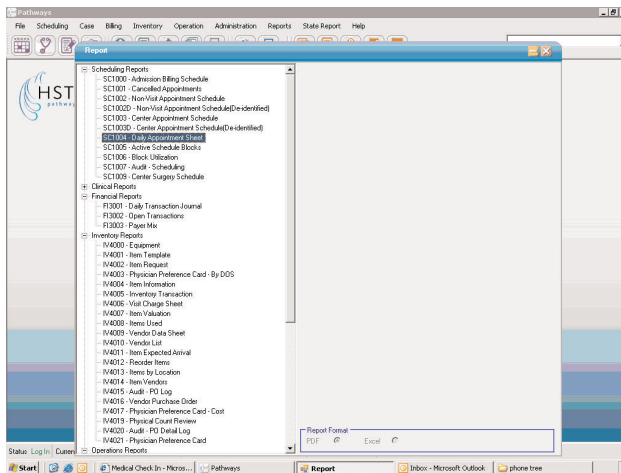 Pathways
File Scheduling Case Billing Inventory Operation Administration Reports State Report Help
Report
HST
pathways
Scheduling Reports
SC1000 - Admission Billing Schedule
SC1001 - Cancelled Appointments
SC1002 - Non-Visit Appointment Schedule
SC1002D - Non-Visit Appointment Schedule(De-identified)
SC1003 - Center Appointment Schedule
SC1003D - Center Appointment Schedule(De-identified)
SC1004 - Daily Appointment Sheet
SC1005 - Active Schedule Blocks
SC1006 - Block Utilization
SC1007 - Audit - Scheduling
SC1009 - Center Surgery Schedule
Clinical Reports
Financial Reports
FI3001 - Daily Transaction Journal
FI3002 - Open Transactions
FI3003 - Payer Mix
Inventory Reports
IV4000 - Equipment
IV4001 - Item Template
IV4002 - Item Request
IV4003 - Physician Preference Card - By DOS
IV4004 - Item Information
IV4005 - Inventory Transaction
IV4006 - Visit Charge Sheet
IV4007 - Item Valuation
IV4008 - Items Used
IV4009 - Vendor Data Sheet
IV4010 - Vendor List
IV4011 - Item Expected Arrival
IV4012 - Reorder Items
IV4013 - Items by Location
IV4014 - Item Vendors
IV4015 - Audit - PO Log
IV4016 - Vendor Purchase Order
IV4017 - Physician Preference Card - Cost
IV4019 - Physical Count Review
IV4020 - Audit - PO Detail Log
IV4021 - Physician Preference Card
Operations Reports
Report Format
PDF Excel
Status Log In Curren
Start Medical Check In - Micros... Pathways Report Inbox - Microsoft Outlook phone tree